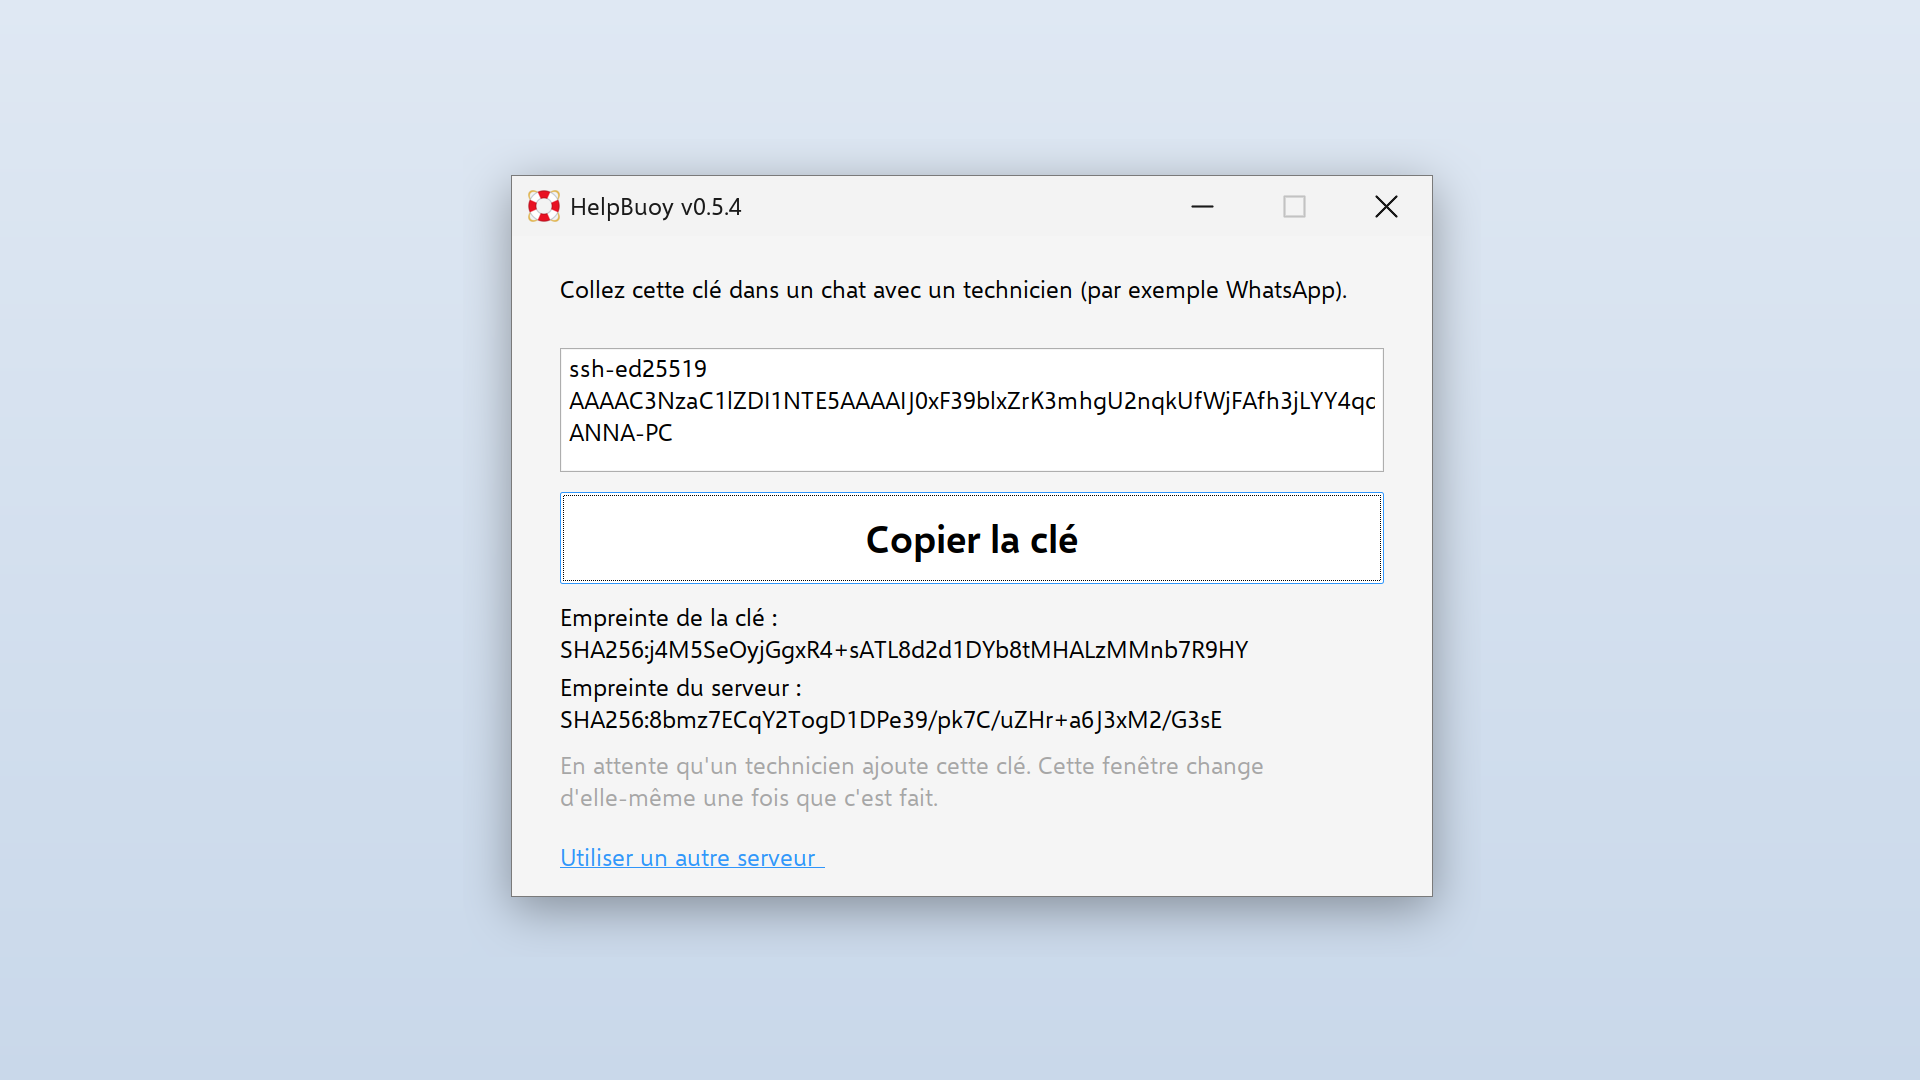 HelpBuoy v0.5.4
Collez cette clé dans un chat avec un technicien (par exemple WhatsApp).
ssh-ed25519
AAAAC3NzaC1lZDI1NTE5AAAAIJ0xF39blxZrK3mhgU2nqkUfWjFAfh3jLYY4qc
ANNA-PC
Copier la clé
Empreinte de la clé :
SHA256:j4M5SeOyjGgxR4+sATL8d2d1DYb8tMHALzMMnb7R9HY
Empreinte du serveur :
SHA256:8bmz7ECqY2TogD1DPe39/pk7C/uZHr+a6J3xM2/G3sE
En attente qu'un technicien ajoute cette clé. Cette fenêtre change
d'elle-même une fois que c'est fait.
Utiliser un autre serveur